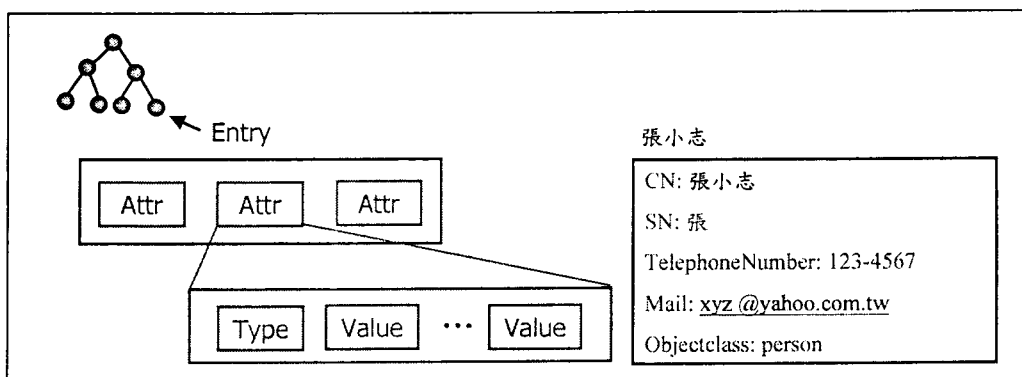 Entry
Attr Attr Attr
Type Value ••• Value
張小志
CN: 張小志
SN: 張
TelephoneNumber: 123-4567
Mail: xyz @yahoo.com.tw
Objectclass: person